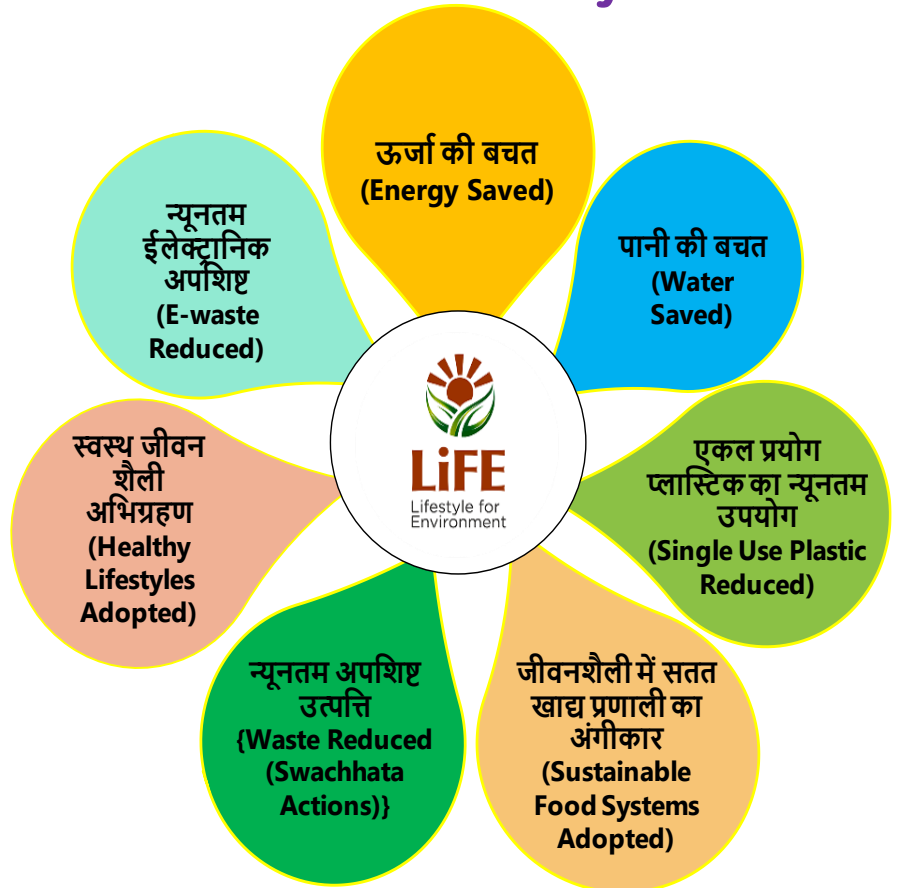 ऊर्जा की बचत
(Energy Saved)
पानी की बचत
(Water
Saved)
एकल प्रयोग
प्लास्टिक का न्यूनतम
उपयोग
(Single Use Plastic
Reduced)
जीवनशैली में सतत
खाद्य प्रणाली का
अंगीकार
(Sustainable
Food Systems
Adopted)
न्यूनतम अपशिष्ट
उत्पत्ति
{Waste Reduced
(Swachhata
Actions)}
स्वस्थ जीवन
शैली
अभिग्रहण
(Healthy
Lifestyles
Adopted)
न्यूनतम
ईलेक्ट्रानिक
अपशिष्ट
(E-waste
Reduced)
LiFE
Lifestyle for
Environment